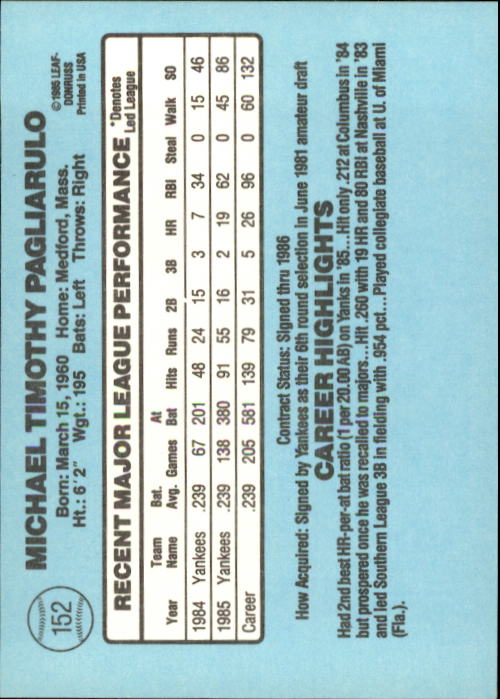 152
MICHAEL TIMOTHY PAGLIARULO
Born: March 15, 1960 Home: Medford, Mass.
Ht.: 6'2" Wgt.: 195 Bats: Left Throws: Right
©1985 LEAF-
DONRUSS
Printed in USA
RECENT MAJOR LEAGUE PERFORMANCE
*Denotes
Led League
Year Team Name Bat. Avg. Games At Bat Hits Runs 2B 3B HR RBI Steal Walk SO
1984 Yankees .239 67 201 48 24 15 3 7 34 0 15 46
1985 Yankees .239 138 380 91 55 16 2 19 62 0 45 86
Career .239 205 581 139 79 31 5 26 96 0 60 132
Contract Status: Signed thru 1986
How Acquired: Signed by Yankees as their 6th round selection in June 1981 amateur draft
CAREER HIGHLIGHTS
Had 2nd best HR-per-at bat ratio (1 per 20.00 AB) on Yanks in '85...Hit only .212 at Columbus in '84
but prospered once he was recalled to majors...Hit .260 with 19 HR and 80 RBI at Nashville in '83
and led Southern League 3B in fielding with .954 pct...Played collegiate baseball at U. of Miami
(Fla.).